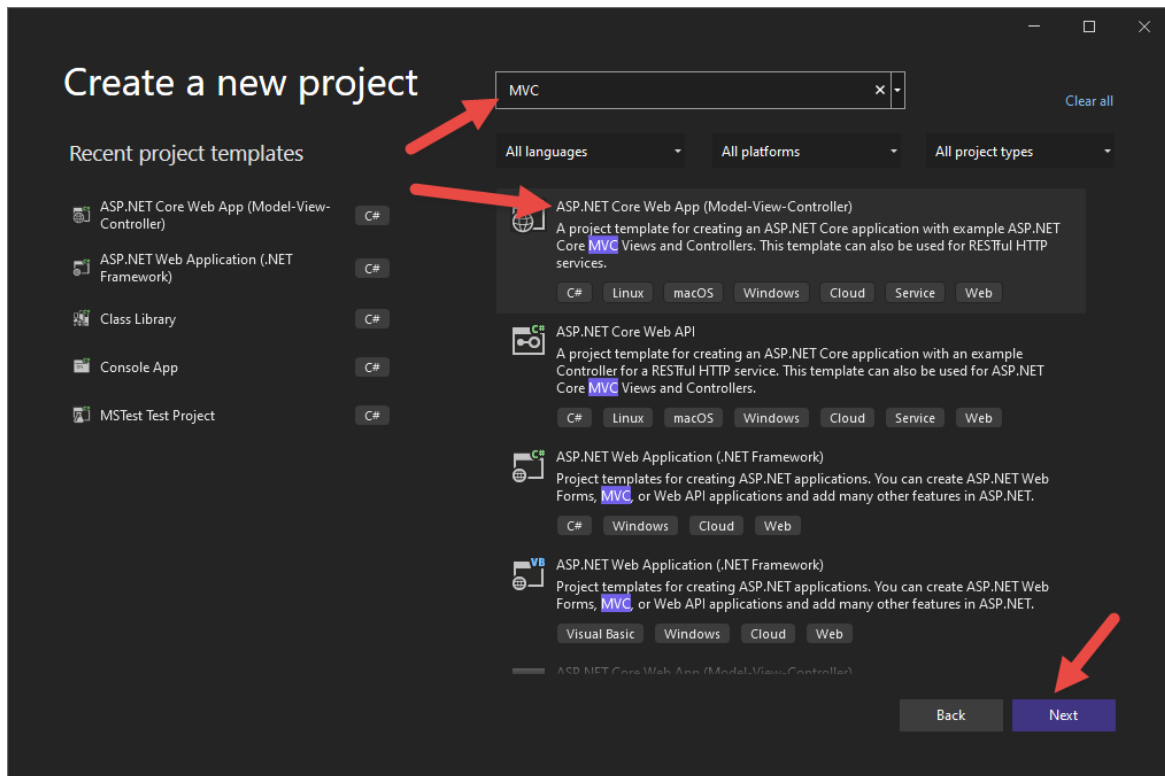 Create a new project
MVC
Clear all
Recent project templates
All languages
All platforms
All project types
ASP.NET Core Web App (Model-View-
Controller)
C#
ASP.NET Web Application (.NET
Framework)
C#
Class Library
C#
Console App
C#
MSTest Test Project
C#
ASP.NET Core Web App (Model-View-Controller)
A project template for creating an ASP.NET Core application with example ASP.NET
Core MVC Views and Controllers. This template can also be used for RESTful HTTP
services.
C# Linux macOS Windows Cloud Service Web
C#
ASP.NET Core Web API
A project template for creating an ASP.NET Core application with an example
Controller for a RESTful HTTP service. This template can also be used for ASP.NET
Core MVC Views and Controllers.
C# Linux macOS Windows Cloud Service Web
C#
ASP.NET Web Application (.NET Framework)
Project templates for creating ASP.NET applications. You can create ASP.NET Web
Forms, MVC, or Web API applications and add many other features in ASP.NET.
C# Windows Cloud Web
VB
ASP.NET Web Application (.NET Framework)
Project templates for creating ASP.NET applications. You can create ASP.NET Web
Forms, MVC, or Web API applications and add many other features in ASP.NET.
Visual Basic Windows Cloud Web
ASP.NET Core Web App (Model-View-Controller)
Back
Next